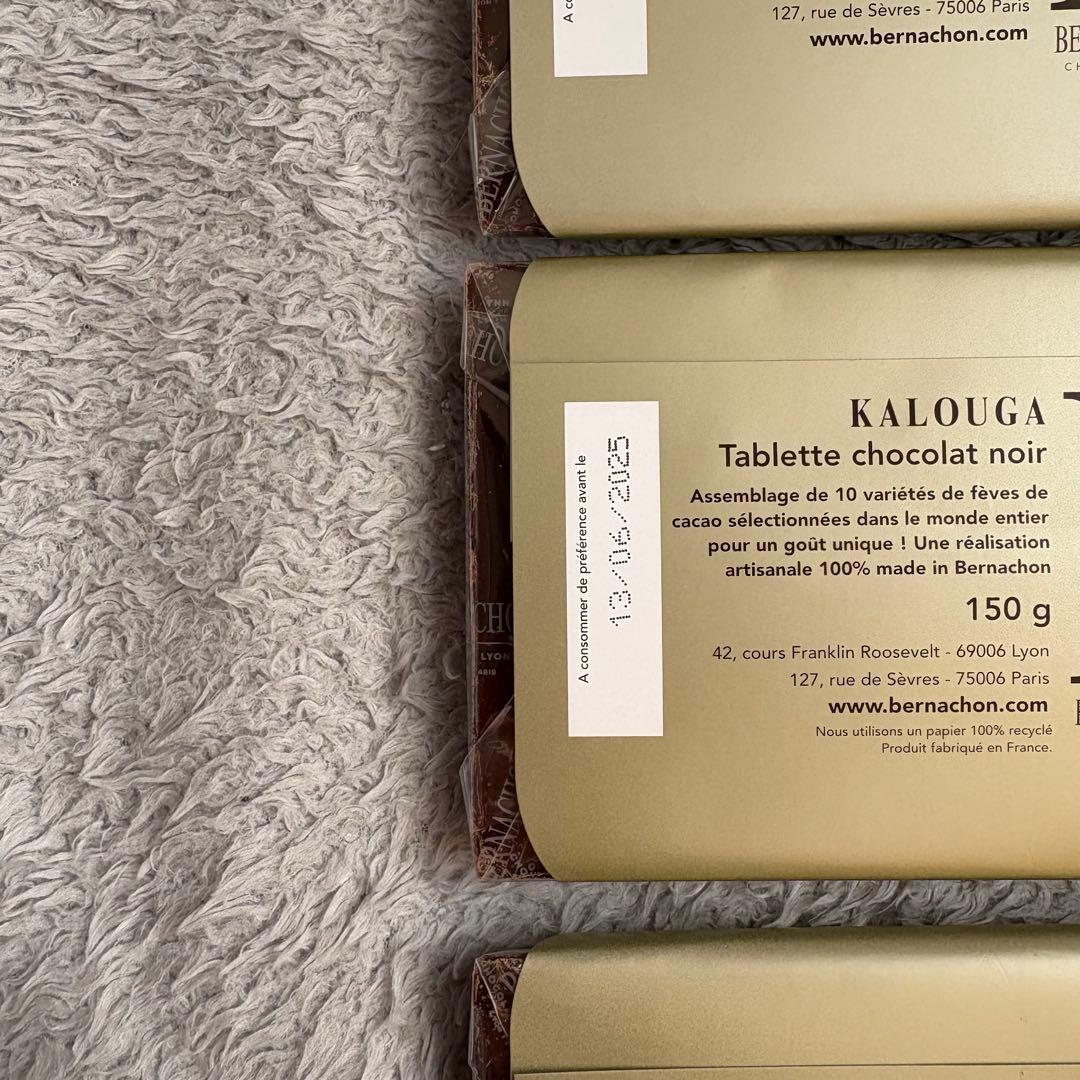 127, rue de Sèvres - 75006 Paris
www.bernachon.com
A consommer de préférence avant le
13/06/2025
KALOUGA
Tablette chocolat noir
Assemblage de 10 variétés de fèves de
cacao sélectionnées dans le monde entier
pour un goût unique ! Une réalisation
artisanale 100% made in Bernachon
150 g
42, cours Franklin Roosevelt - 69006 Lyon
127, rue de Sèvres - 75006 Paris
www.bernachon.com
Nous utilisons un papier 100% recyclé
Produit fabriqué en France.
LYON